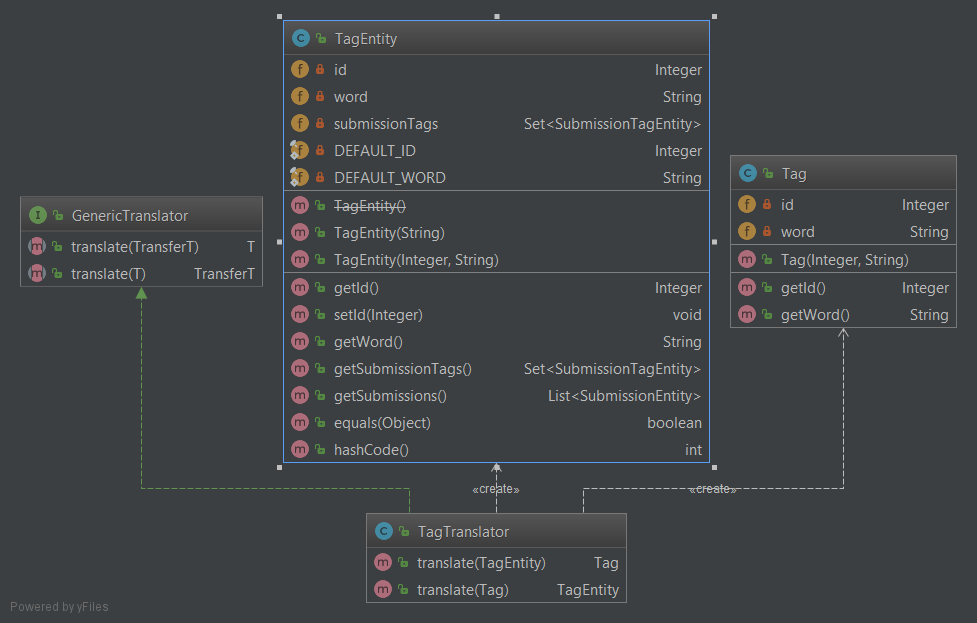 TagEntity
id Integer
word String
submissionTags Set<SubmissionTagEntity>
DEFAULT_ID Integer
DEFAULT_WORD String
TagEntity()
TagEntity(String)
TagEntity(Integer, String)
getId() Integer
setId(Integer) void
getWord() String
getSubmissionTags() Set<SubmissionTagEntity>
getSubmissions() List<SubmissionEntity>
equals(Object) boolean
hashCode() int
GenericTranslator
translate(TransferT) T
translate(T) TransferT
Tag
id Integer
word String
Tag(Integer, String)
getId() Integer
getWord() String
«create»
«create»
TagTranslator
translate(TagEntity) Tag
translate(Tag) TagEntity
Powered by yFiles